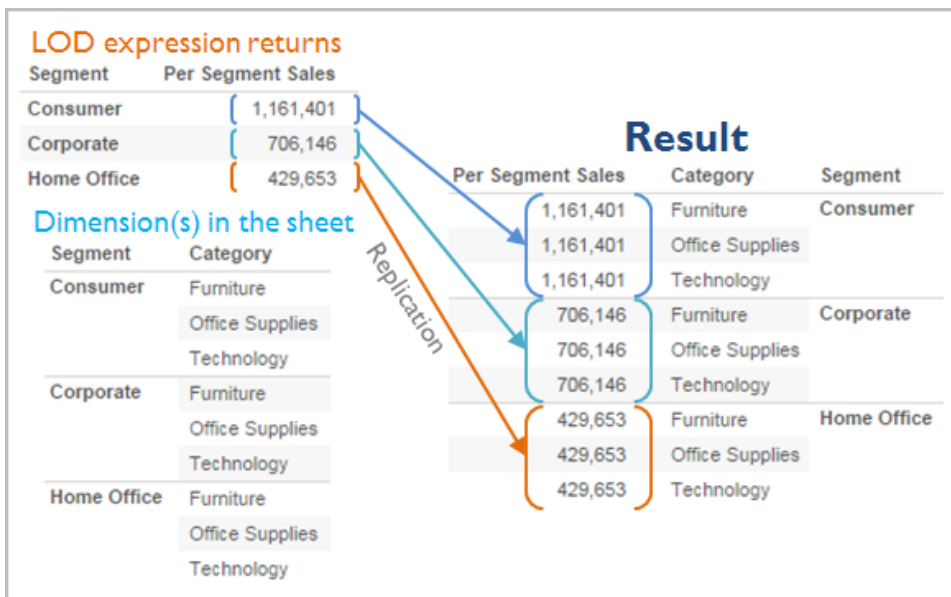 LOD expression returns
Segment Per Segment Sales
Consumer 1,161,401
Corporate 706,146
Home Office 429,653
Dimension(s) in the sheet
Segment Category
Consumer Furniture
Office Supplies
Technology
Corporate Furniture
Office Supplies
Technology
Home Office Furniture
Office Supplies
Technology
Replication
Result
Per Segment Sales Category Segment
1,161,401 Furniture Consumer
1,161,401 Office Supplies
1,161,401 Technology
706,146 Furniture Corporate
706,146 Office Supplies
706,146 Technology
429,653 Furniture Home Office
429,653 Office Supplies
429,653 Technology